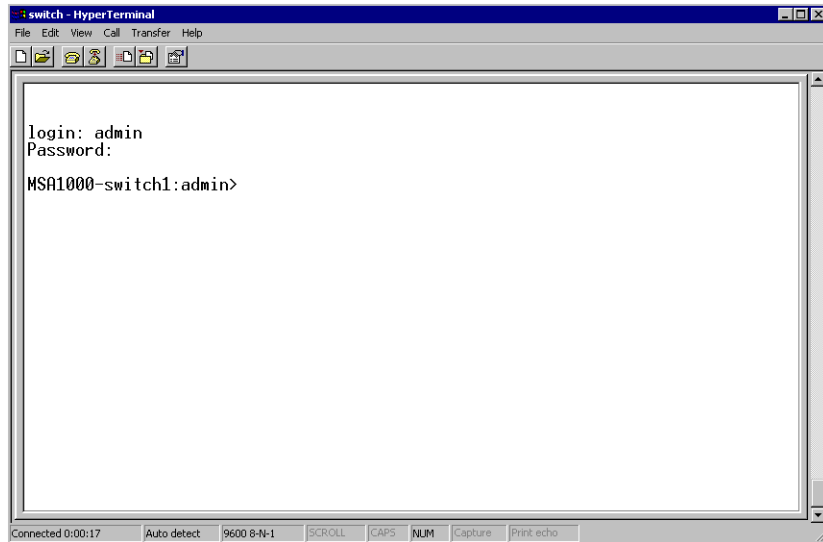 switch - HyperTerminal
File Edit View Call Transfer Help
login: admin
Password:
MSA1000-switch1:admin>
Connected 0:00:17 Auto detect 9600 8-N-1 SCROLL CAPS NUM Capture Print echo